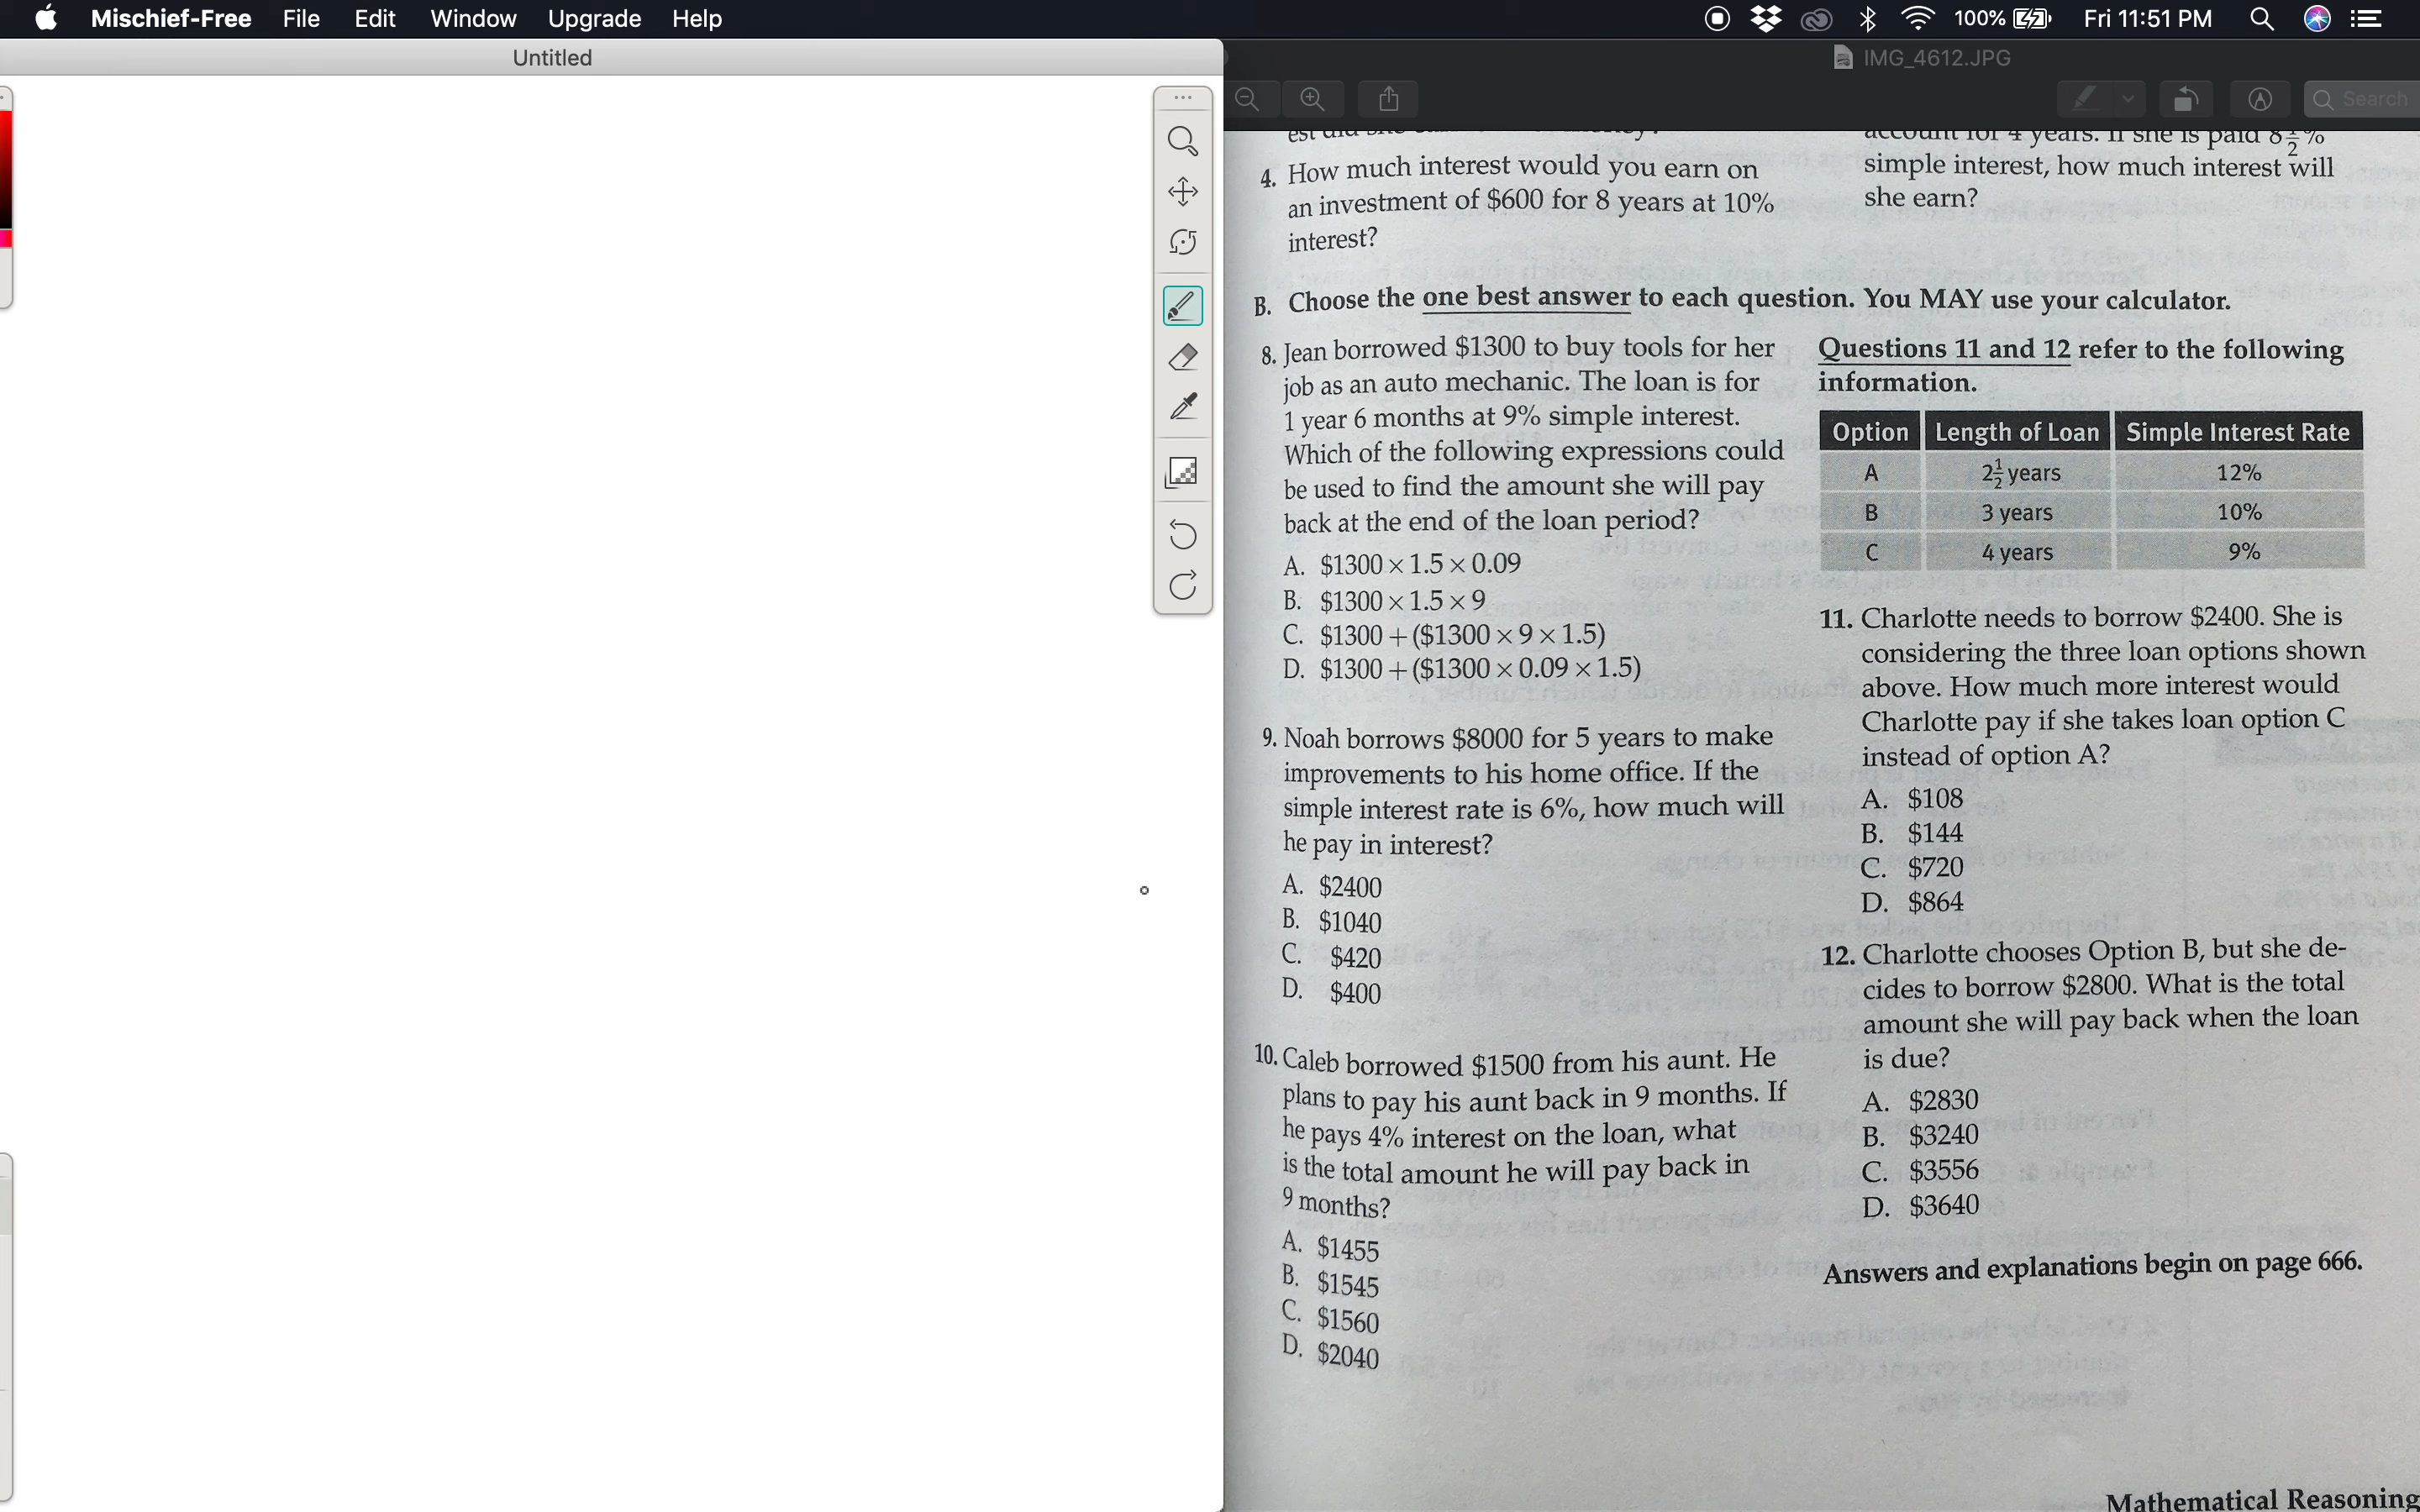 Mischief-Free File Edit Window Upgrade Help 100% Fri 11:51 PM
Untitled
IMG_4612.JPG
Search
account for 4 years. If she is paid 8 1/2 %
simple interest, how much interest will
she earn?
4. How much interest would you earn on
an investment of $600 for 8 years at 10%
interest?
B. Choose the one best answer to each question. You MAY use your calculator.
8. Jean borrowed $1300 to buy tools for her
job as an auto mechanic. The loan is for
1 year 6 months at 9% simple interest.
Which of the following expressions could
be used to find the amount she will pay
back at the end of the loan period?
A. $1300 × 1.5 × 0.09
B. $1300 × 1.5 × 9
C. $1300 + ($1300 × 9 × 1.5)
D. $1300 + ($1300 × 0.09 × 1.5)
9. Noah borrows $8000 for 5 years to make
improvements to his home office. If the
simple interest rate is 6%, how much will
he pay in interest?
A. $2400
B. $1040
C. $420
D. $400
10. Caleb borrowed $1500 from his aunt. He
plans to pay his aunt back in 9 months. If
he pays 4% interest on the loan, what
is the total amount he will pay back in
9 months?
A. $1455
B. $1545
C. $1560
D. $2040
Questions 11 and 12 refer to the following
information.
Option Length of Loan Simple Interest Rate
A 2 1/2 years 12%
B 3 years 10%
C 4 years 9%
11. Charlotte needs to borrow $2400. She is
considering the three loan options shown
above. How much more interest would
Charlotte pay if she takes loan option C
instead of option A?
A. $108
B. $144
C. $720
D. $864
12. Charlotte chooses Option B, but she de-
cides to borrow $2800. What is the total
amount she will pay back when the loan
is due?
A. $2830
B. $3240
C. $3556
D. $3640
Answers and explanations begin on page 666.
Mathematical Reasoning